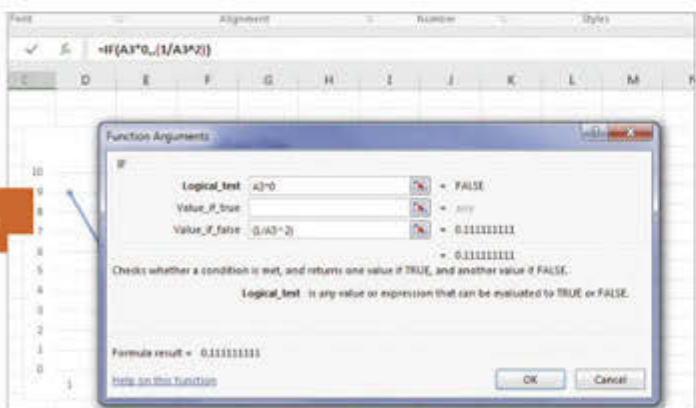 Font Alignment Number Styles
=IF(A3*0,,(1/A3^2))
C D E F G H I J K L M
Function Arguments
IF
Logical_test A3*0 = FALSE
Value_if_true = any
Value_if_false (1/A3^2) = 0.111111111
= 0.111111111
Checks whether a condition is met, and returns one value if TRUE, and another value if FALSE.
Logical_test is any value or expression that can be evaluated to TRUE or FALSE.
Formula result = 0.111111111
Help on this function OK Cancel
10
9
8
7
6
5
4
3
2
1
0
1